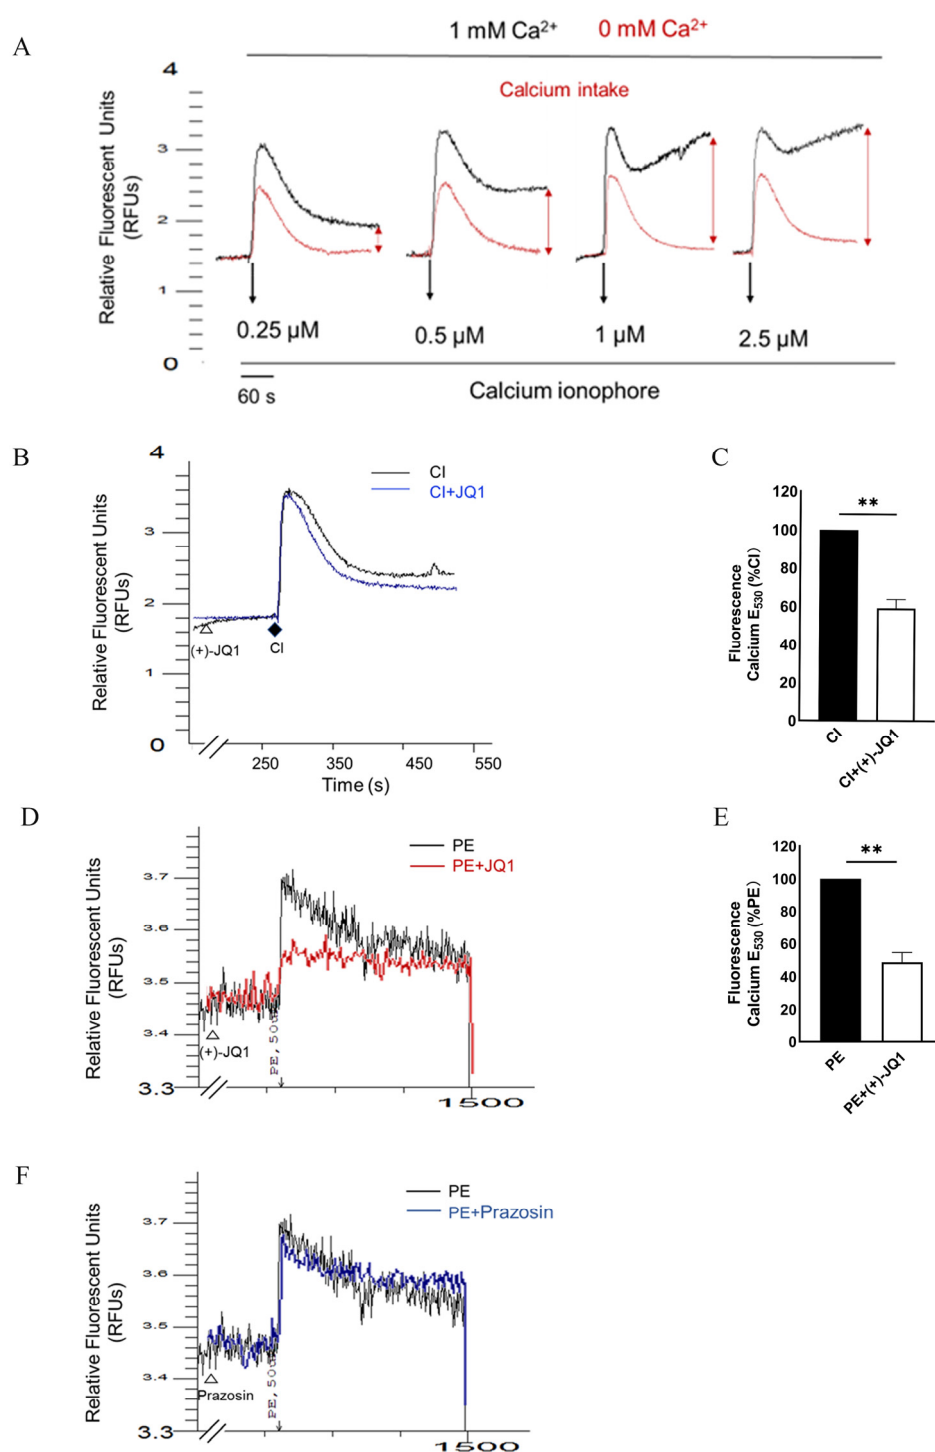 A
1 mM Ca²⁺ 0 mM Ca²⁺
Calcium intake
4
3
2
1
0
Relative Fluorescent Units
(RFUs)
0.25 µM
0.5 µM
1 µM
2.5 µM
60 s
Calcium ionophore
B
4
3
2
1
0
Relative Fluorescent Units
(RFUs)
CI
CI+JQ1
(+)-JQ1
CI
250
350
450
550
Time (s)
C
120
100
80
60
40
20
0
Fluorescence
Calcium E₅₃₀ (%CI)
**
CI
CI+(+)-JQ1
D
3.7
3.6
3.5
3.4
3.3
Relative Fluorescent Units
(RFUs)
PE
PE+JQ1
(+)-JQ1
PE, 50u
1500
E
120
100
80
60
40
20
0
Fluorescence
Calcium E₅₃₀ (%PE)
**
PE
PE+(+)-JQ1
F
3.7
3.6
3.5
3.4
3.3
Relative Fluorescent Units
(RFUs)
PE
PE+Prazosin
Prazosin
PE, 50u
1500